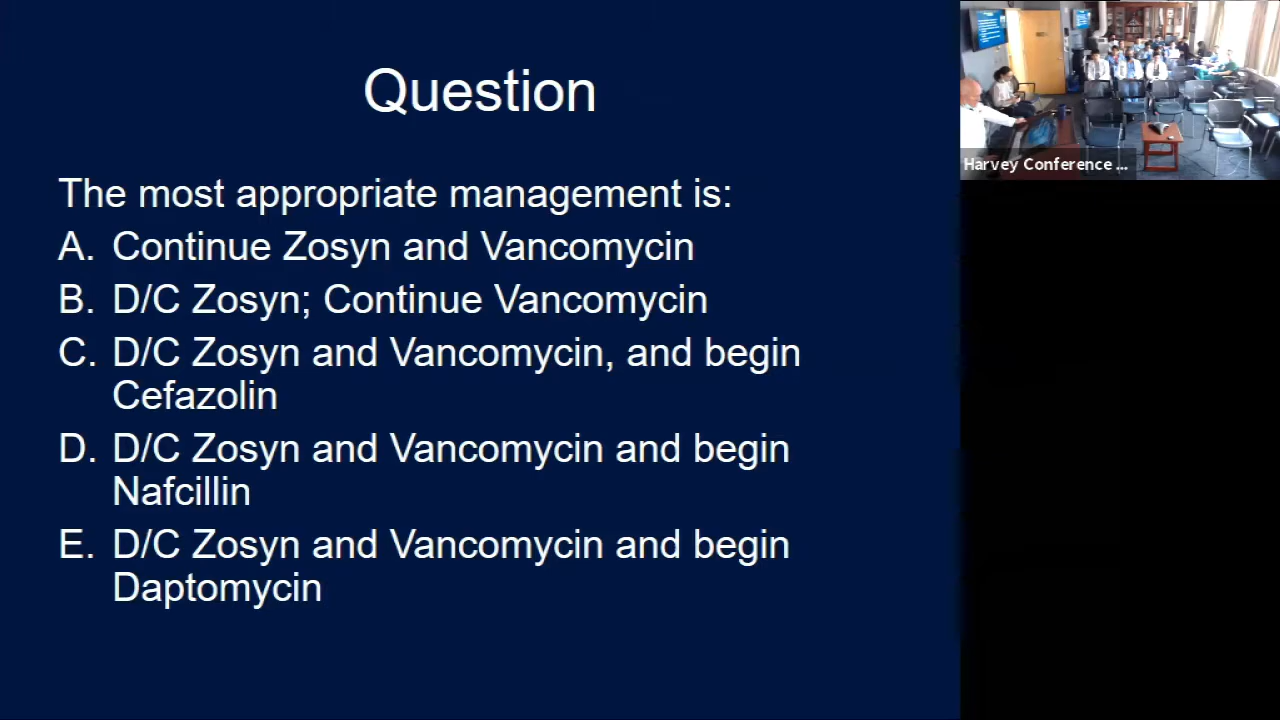 Question
The most appropriate management is:
A. Continue Zosyn and Vancomycin
B. D/C Zosyn; Continue Vancomycin
C. D/C Zosyn and Vancomycin, and begin
Cefazolin
D. D/C Zosyn and Vancomycin and begin
Nafcillin
E. D/C Zosyn and Vancomycin and begin
Daptomycin
Harvey Conference ...